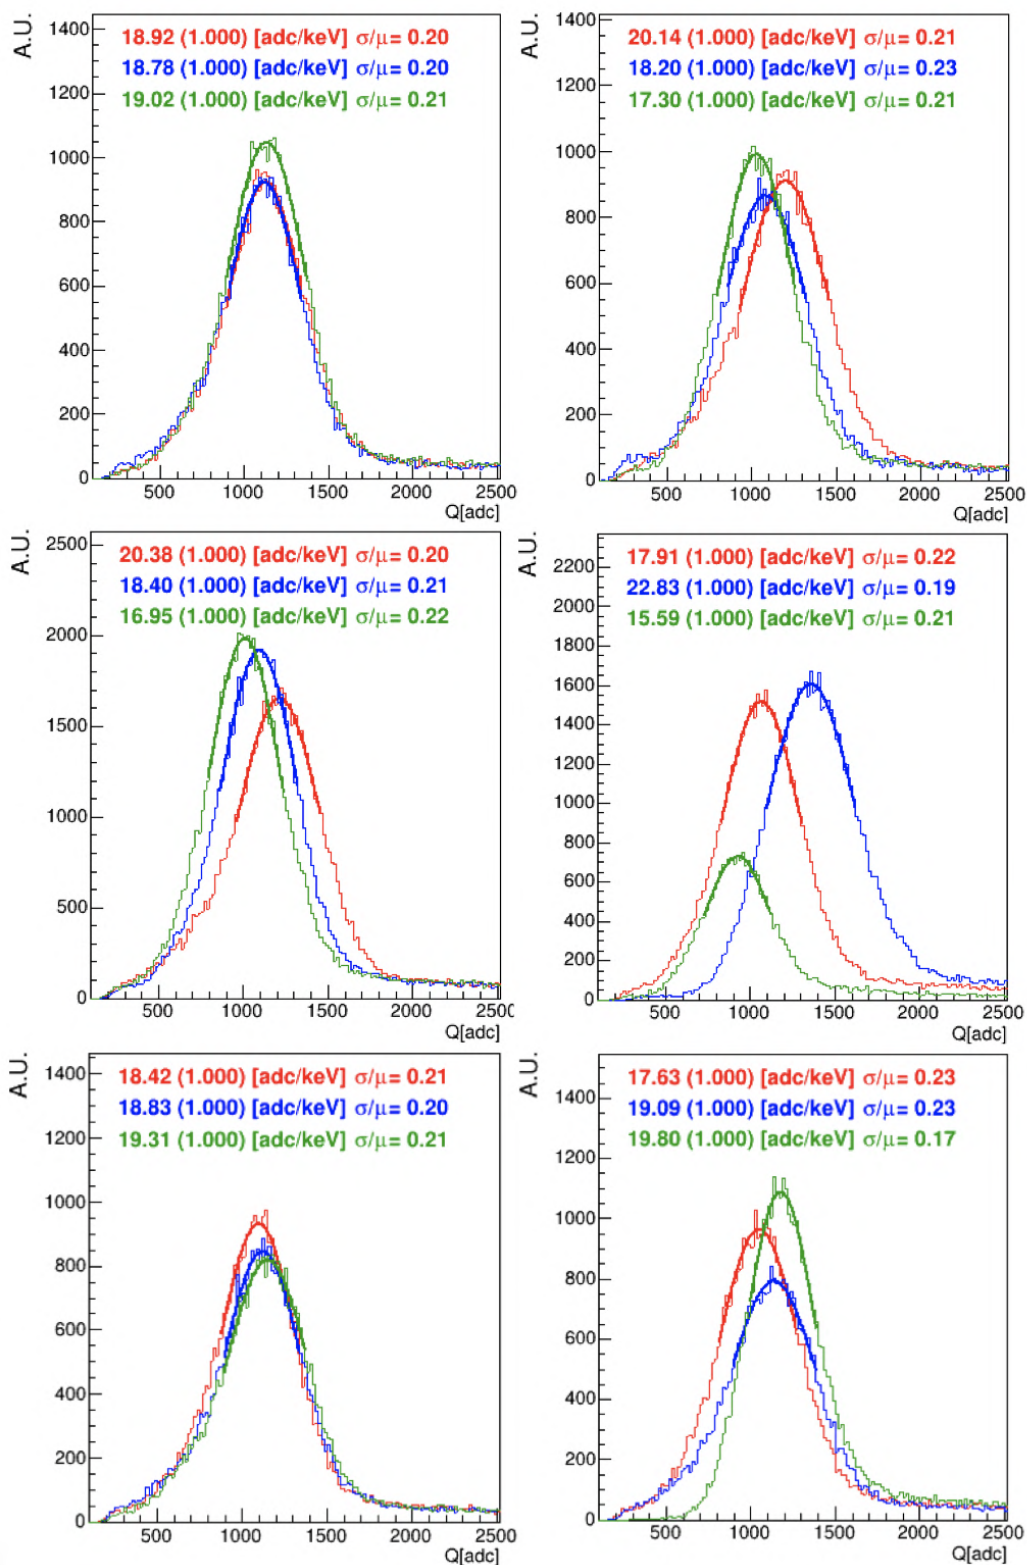 A.U.
1400
18.92 (1.000) [adc/keV] σ/μ = 0.20
18.78 (1.000) [adc/keV] σ/μ = 0.20
19.02 (1.000) [adc/keV] σ/μ = 0.21
1200
1000
800
600
400
200
0
500 1000 1500 2000 2500
Q[adc]
A.U.
1400
20.14 (1.000) [adc/keV] σ/μ = 0.21
18.20 (1.000) [adc/keV] σ/μ = 0.23
17.30 (1.000) [adc/keV] σ/μ = 0.21
1200
1000
800
600
400
200
0
500 1000 1500 2000 2500
Q[adc]
A.U.
2500
20.38 (1.000) [adc/keV] σ/μ = 0.20
18.40 (1.000) [adc/keV] σ/μ = 0.21
16.95 (1.000) [adc/keV] σ/μ = 0.22
2000
1500
1000
500
0
500 1000 1500 2000
Q[adc]
A.U.
17.91 (1.000) [adc/keV] σ/μ = 0.22
22.83 (1.000) [adc/keV] σ/μ = 0.19
15.59 (1.000) [adc/keV] σ/μ = 0.21
2200
2000
1800
1600
1400
1200
1000
800
600
400
200
0
500 1000 1500 2000 2500
Q[adc]
A.U.
1400
18.42 (1.000) [adc/keV] σ/μ = 0.21
18.83 (1.000) [adc/keV] σ/μ = 0.20
19.31 (1.000) [adc/keV] σ/μ = 0.21
1200
1000
800
600
400
200
0
500 1000 1500 2000 2500
Q[adc]
A.U.
1400
17.63 (1.000) [adc/keV] σ/μ = 0.23
19.09 (1.000) [adc/keV] σ/μ = 0.23
19.80 (1.000) [adc/keV] σ/μ = 0.17
1200
1000
800
600
400
200
0
500 1000 1500 2000 2500
Q[adc]